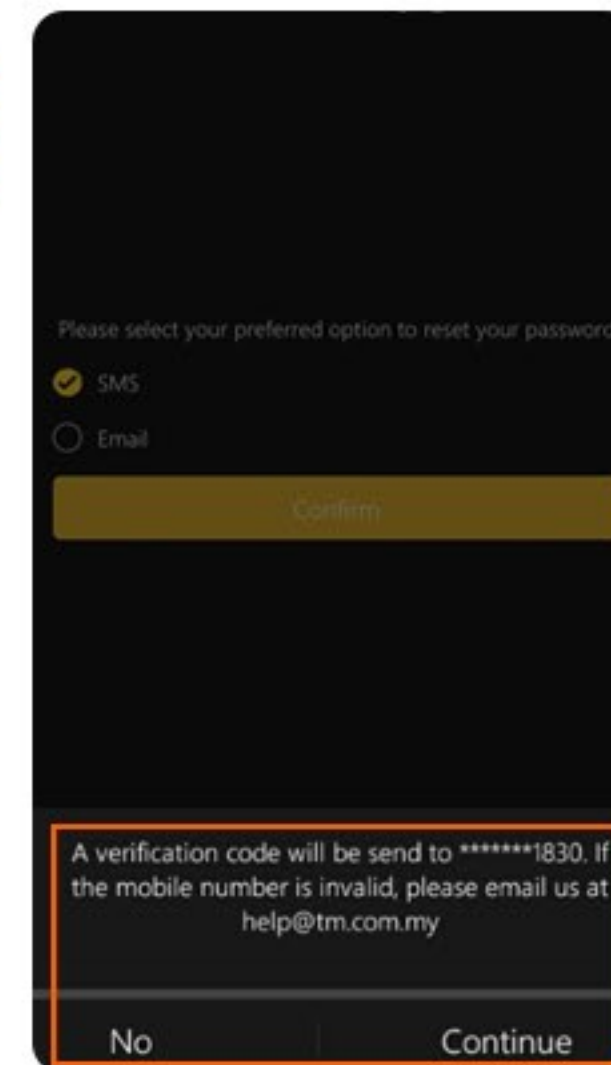 Please select your preferred option to reset your password
SMS
Email
Confirm
A verification code will be send to *******1830. If
the mobile number is invalid, please email us at
help@tm.com.my
No
Continue